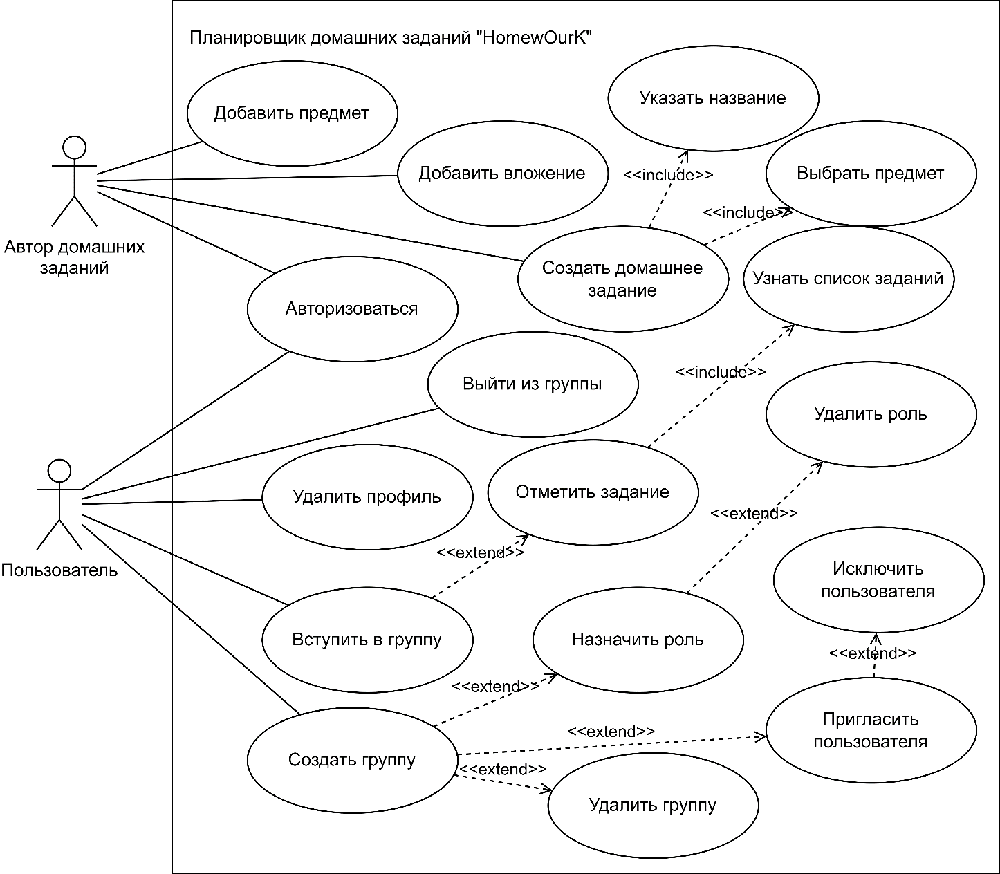 Планировщик домашних заданий "HomewOurK"
Указать название
Добавить предмет
Добавить вложение
<<include>>
Выбрать предмет
<<include>>
Автор домашних
заданий
Создать домашнее
задание
Узнать список заданий
Авторизоваться
<<include>>
Выйти из группы
Удалить роль
Удалить профиль
Отметить задание
<<extend>>
<<extend>>
Пользователь
Исключить
пользователя
Вступить в группу
Назначить роль
<<extend>>
<<extend>>
Пригласить
пользователя
<<extend>>
Создать группу
<<extend>>
Удалить группу